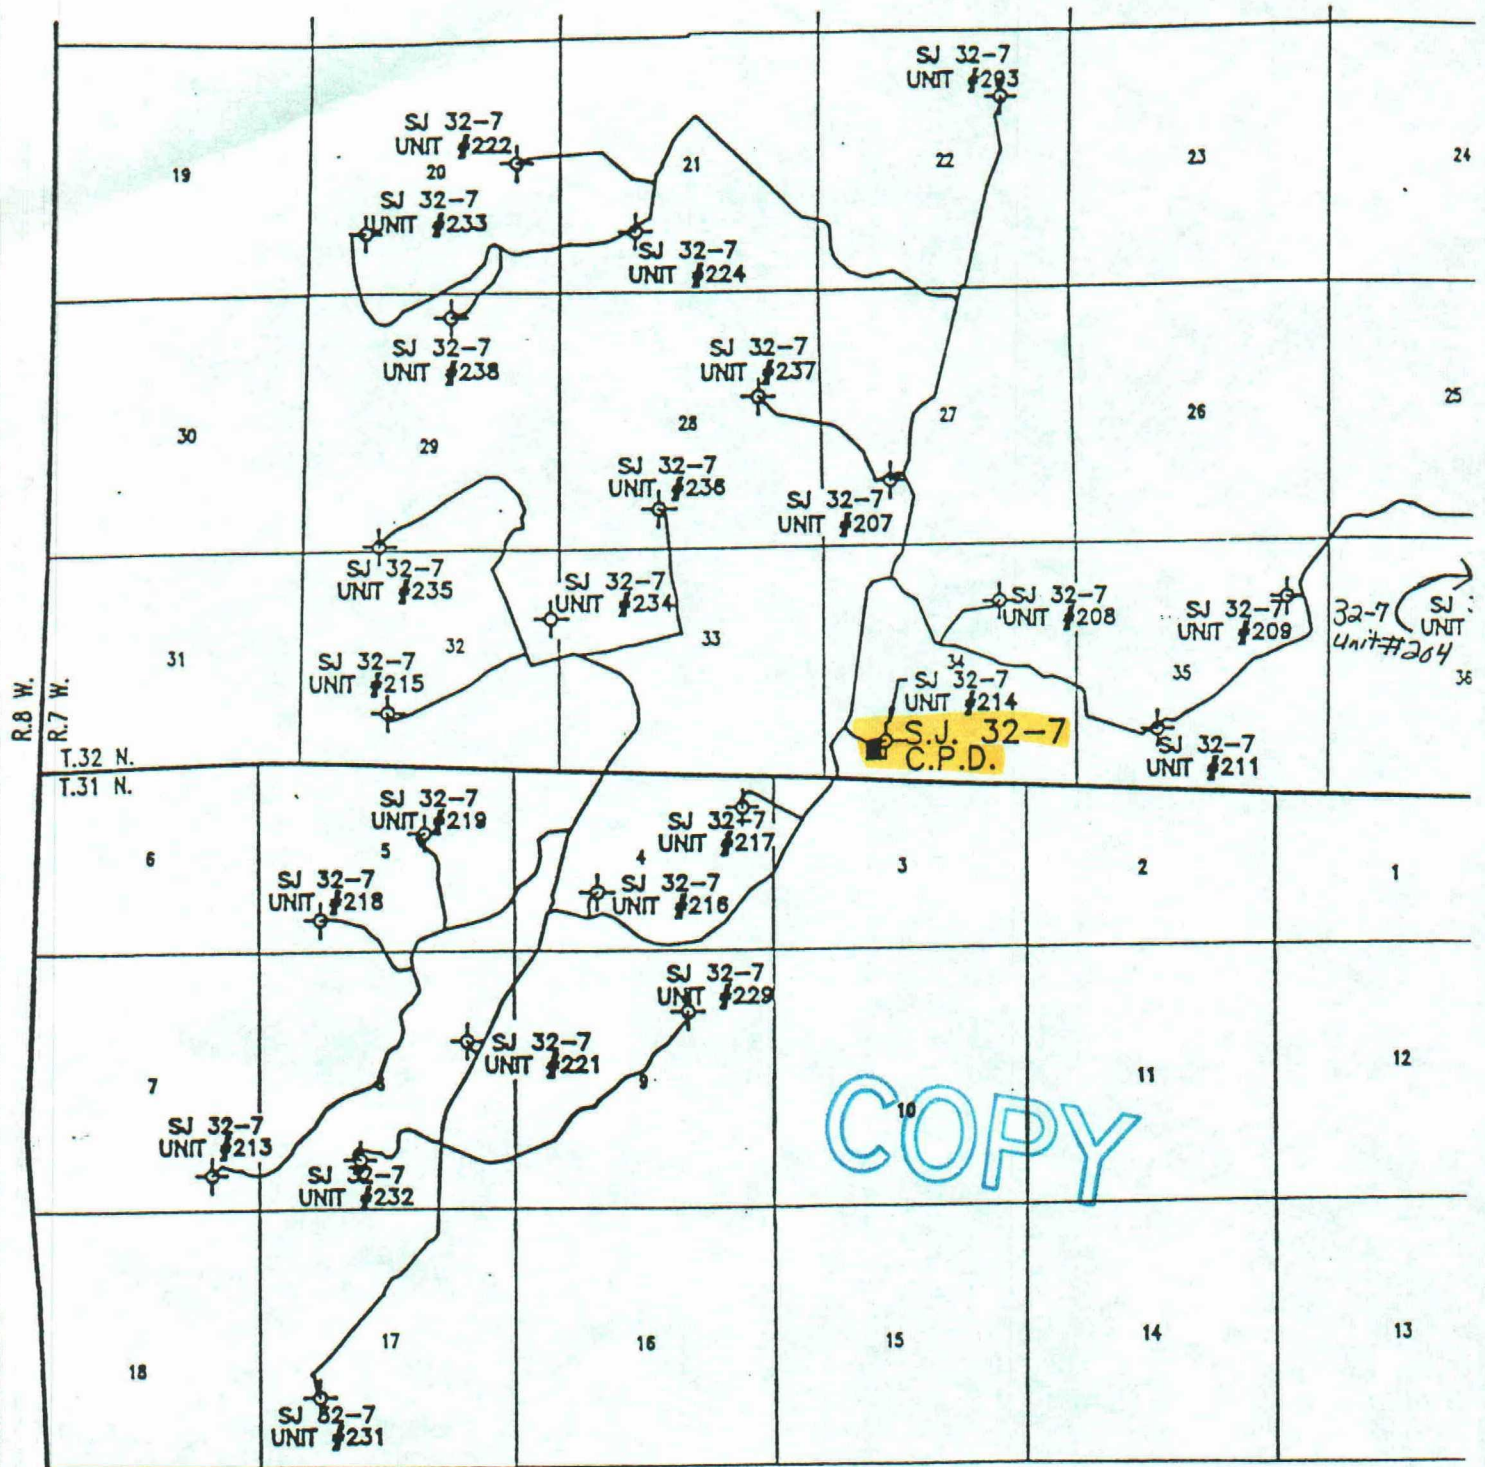 SJ 32-7
UNIT #203
SJ 32-7
UNIT #222
19
20
21
22
23
24
SJ 32-7
UNIT #233
SJ 32-7
UNIT #224
SJ 32-7
UNIT #238
SJ 32-7
UNIT #237
30
29
28
27
26
25
SJ 32-7
UNIT #236
SJ 32-7
UNIT #207
SJ 32-7
UNIT #235
SJ 32-7
UNIT #234
SJ 32-7
UNIT #208
SJ 32-7
UNIT #209
32-7
Unit #204
SJ
UNIT
31
32
33
34
35
36
SJ 32-7
UNIT #215
SJ 32-7
UNIT #214
S.J. 32-7
C.P.D.
SJ 32-7
UNIT #211
R.8 W.
R.7 W.
T.32 N.
T.31 N.
SJ 32-7
UNIT #219
SJ 32-7
UNIT #217
6
5
4
3
2
1
SJ 32-7
UNIT #218
SJ 32-7
UNIT #216
SJ 32-7
UNIT #229
SJ 32-7
UNIT #221
7
8
9
10
11
12
COPY
SJ 32-7
UNIT #213
SJ 32-7
UNIT #232
18
17
16
15
14
13
SJ 32-7
UNIT #231